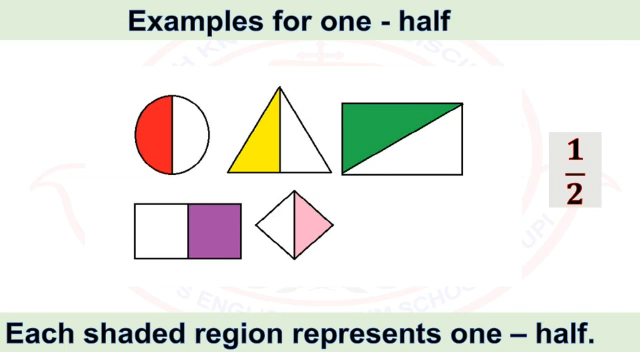 Examples for one - half
1
2
Each shaded region represents one – half.